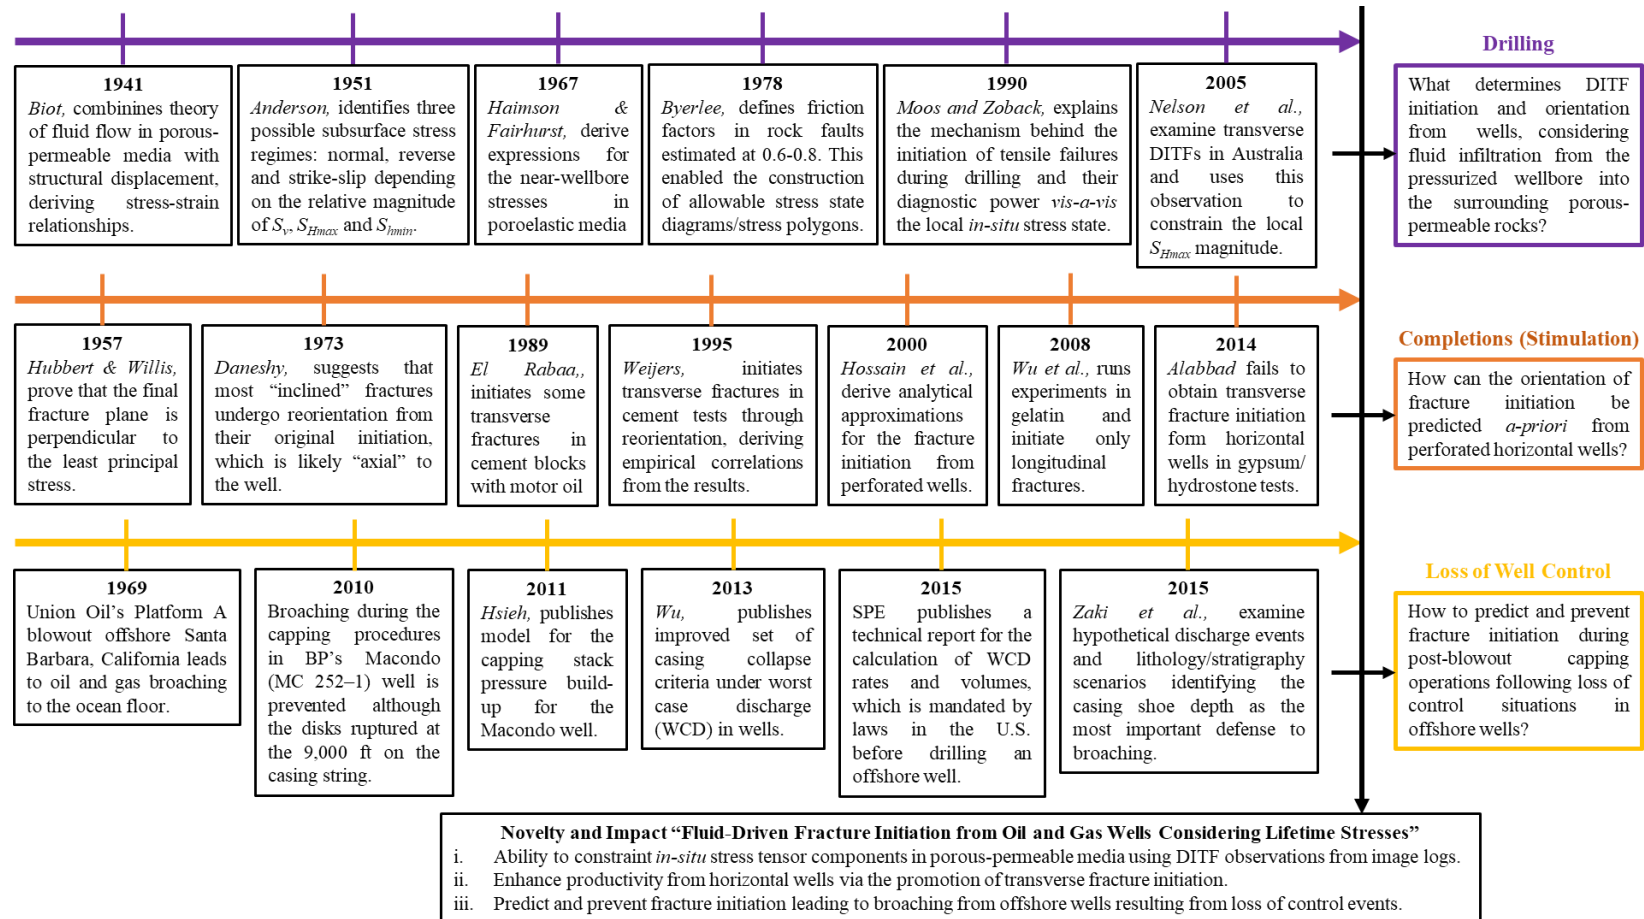 Drilling
1941
Biot, combinines theory
of fluid flow in porous-
permeable media with
structural displacement,
deriving stress-strain
relationships.
1951
Anderson, identifies three
possible subsurface stress
regimes: normal, reverse
and strike-slip depending
on the relative magnitude
of Sv, SHmax and Shmin.
1967
Haimson &
Fairhurst, derive
expressions for
the near-wellbore
stresses in
poroelastic media
1978
Byerlee, defines friction
factors in rock faults
estimated at 0.6-0.8. This
enabled the construction
of allowable stress state
diagrams/stress polygons.
1990
Moos and Zoback, explains
the mechanism behind the
initiation of tensile failures
during drilling and their
diagnostic power vis-a-vis
the local in-situ stress state.
2005
Nelson et al.,
examine transverse
DITFs in Australia
and uses this
observation to
constrain the local
SHmax magnitude.
What determines DITF
initiation and orientation
from wells, considering
fluid infiltration from the
pressurized wellbore into
the surrounding porous-
permeable rocks?
Completions (Stimulation)
1957
Hubbert & Willis,
prove that the final
fracture plane is
perpendicular to
the least principal
stress.
1973
Daneshy, suggests that
most “inclined” fractures
undergo reorientation from
their original initiation,
which is likely “axial” to
the well.
1989
El Rabaa,,
initiates some
transverse
fractures in
cement blocks
with motor oil
1995
Weijers, initiates
transverse fractures in
cement tests through
reorientation, deriving
empirical correlations
from the results.
2000
Hossain et al.,
derive analytical
approximations
for the fracture
initiation from
perforated wells.
2008
Wu et al., runs
experiments in
gelatin and
initiate only
longitudinal
fractures.
2014
Alabbad fails to
obtain transverse
fracture initiation
form horizontal
wells in gypsum/
hydrostone tests.
How can the orientation of
fracture initiation be
predicted a-priori from
perforated horizontal wells?
Loss of Well Control
1969
Union Oil’s Platform A
blowout offshore Santa
Barbara, California leads
to oil and gas broaching
to the ocean floor.
2010
Broaching during the
capping procedures
in BP’s Macondo
(MC 252–1) well is
prevented although
the disks ruptured at
the 9,000 ft on the
casing string.
2011
Hsieh, publishes
model for the
capping stack
pressure build-
up for the
Macondo well.
2013
Wu, publishes
improved set of
casing collapse
criteria under worst
case discharge
(WCD) in wells.
2015
SPE publishes a
technical report for the
calculation of WCD
rates and volumes,
which is mandated by
laws in the U.S.
before drilling an
offshore well.
2015
Zaki et al., examine
hypothetical discharge events
and lithology/stratigraphy
scenarios identifying the
casing shoe depth as the
most important defense to
broaching.
How to predict and prevent
fracture initiation during
post-blowout capping
operations following loss of
control situations in
offshore wells?
Novelty and Impact “Fluid-Driven Fracture Initiation from Oil and Gas Wells Considering Lifetime Stresses”
i. Ability to constraint in-situ stress tensor components in porous-permeable media using DITF observations from image logs.
ii. Enhance productivity from horizontal wells via the promotion of transverse fracture initiation.
iii. Predict and prevent fracture initiation leading to broaching from offshore wells resulting from loss of control events.